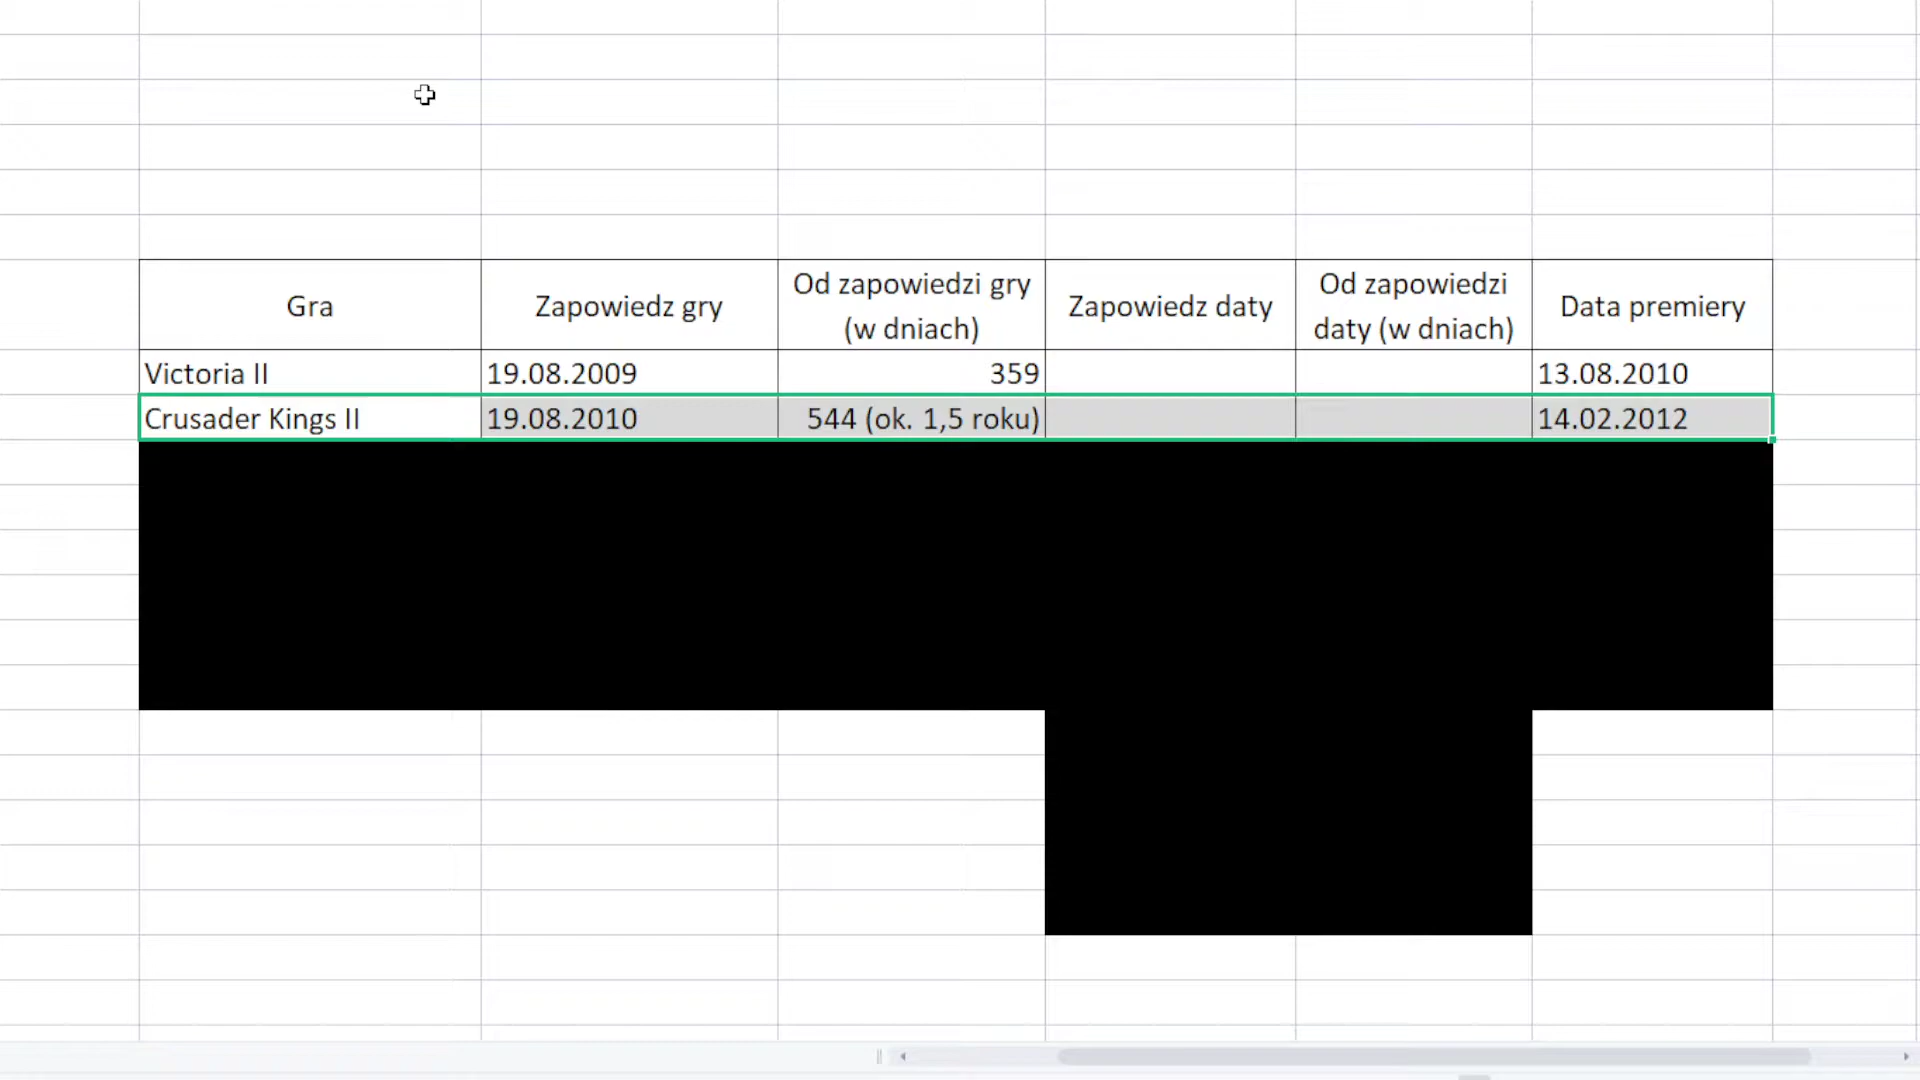 Gra
Zapowiedz gry
Od zapowiedzi gry
(w dniach)
Zapowiedz daty
Od zapowiedzi
daty (w dniach)
Data premiery
Victoria II 19.08.2009 359 13.08.2010
Crusader Kings II 19.08.2010 544 (ok. 1,5 roku) 14.02.2012